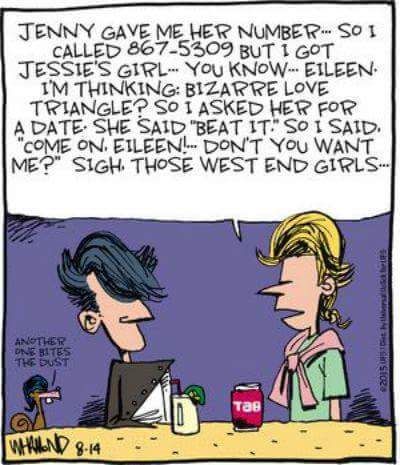 JENNY GAVE ME HER NUMBER... SO I
CALLED 867-5309 BUT I GOT
JESSIE'S GIRL... YOU KNOW... EILEEN.
I'M THINKING: BIZARRE LOVE
TRIANGLE? SO I ASKED HER FOR
A DATE. SHE SAID "BEAT IT." SO I SAID,
"COME ON, EILEEN!... DON'T YOU WANT
ME?" SIGH, THOSE WEST END GIRLS...
ANOTHER
ONE BITES
THE DUST
TAB
8-14